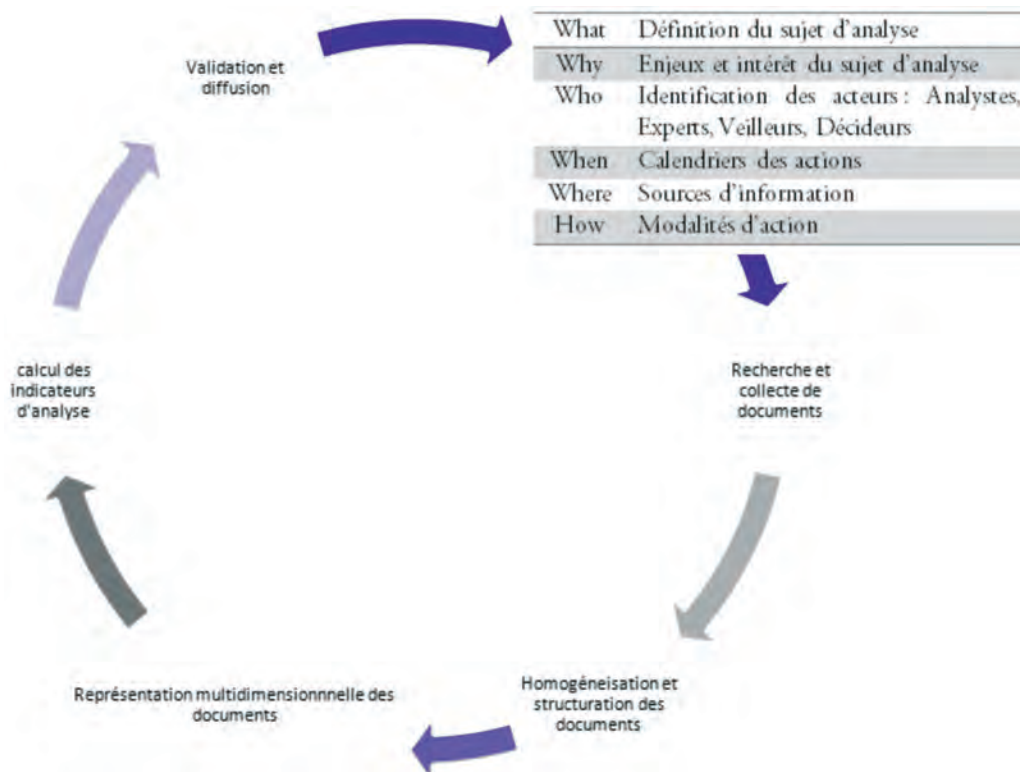 Validation et
diffusion
What Définition du sujet d'analyse
Why Enjeux et intérêt du sujet d'analyse
Who Identification des acteurs : Analystes,
Experts, Veilleurs, Décideurs
When Calendriers des actions
Where Sources d'information
How Modalités d'action
Recherche et
collecte de
documents
Homogéneisation et
structuration des
documents
Représentation multidimensionnnelle des
documents
calcul des
indicateurs
d'analyse